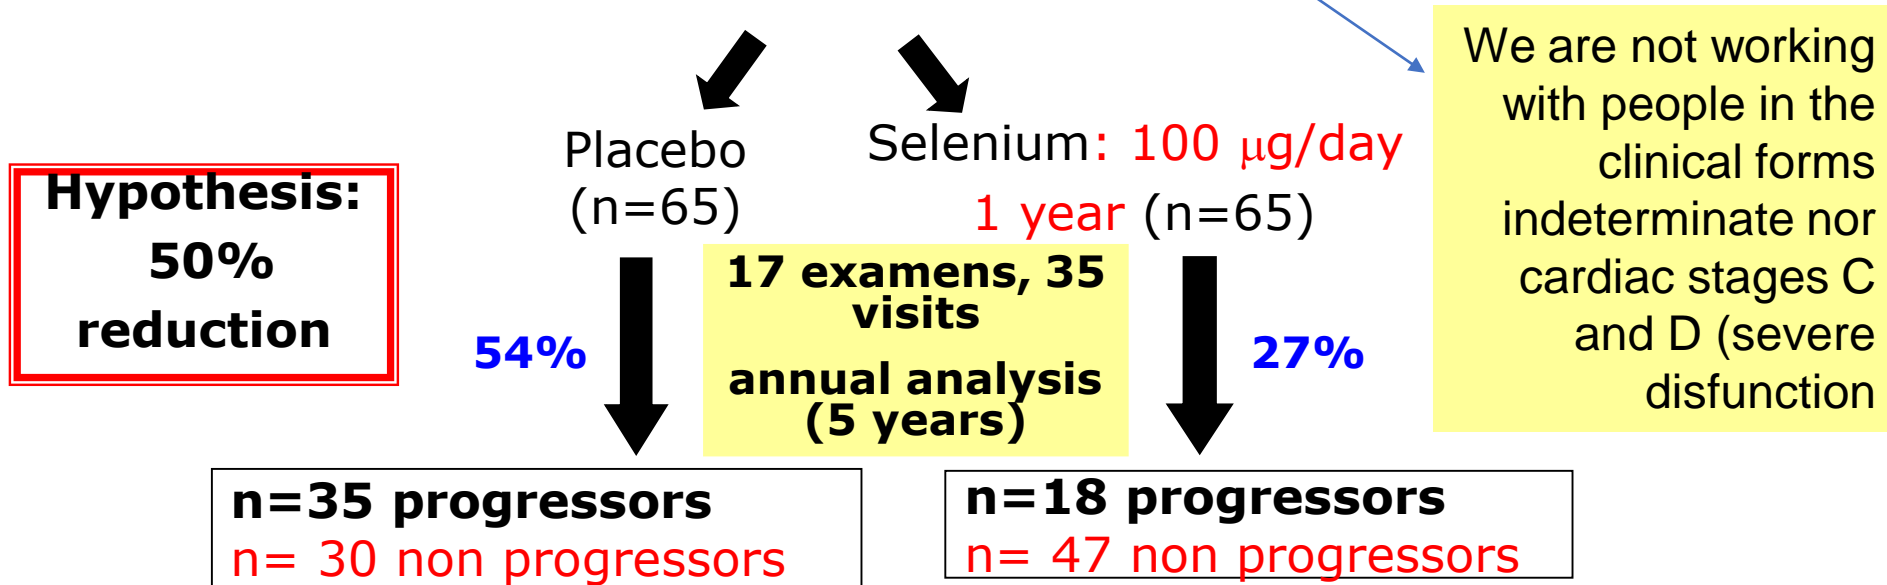 Hypothesis:
50%
reduction
Placebo
(n=65)
Selenium: 100 μg/day
1 year (n=65)
54%
17 examens, 35
visits
annual analysis
(5 years)
27%
n=35 progressors
n= 30 non progressors
n=18 progressors
n= 47 non progressors
We are not working
with people in the
clinical forms
indeterminate nor
cardiac stages C
and D (severe
disfunction